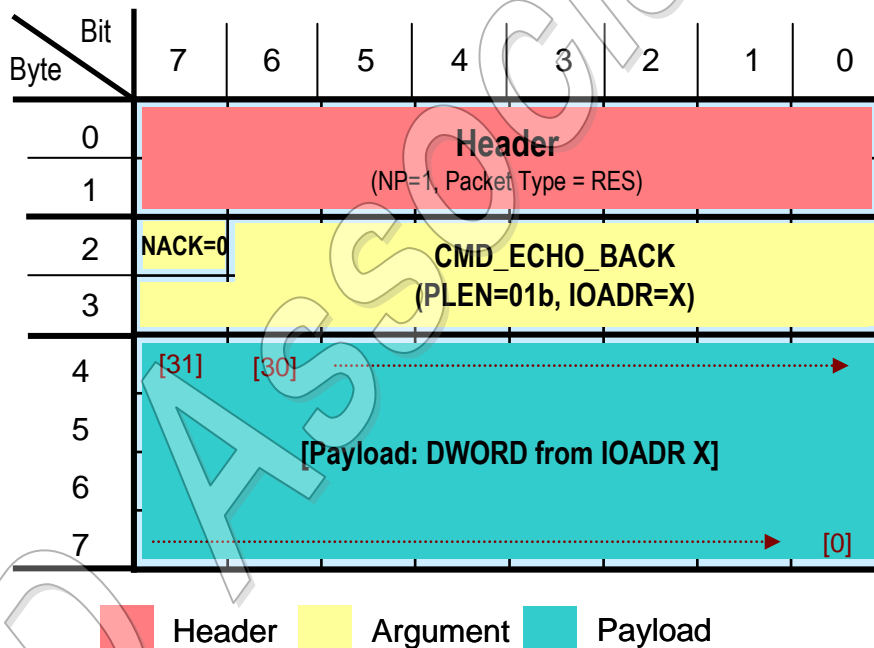 Bit
Byte 7 6 5 4 3 2 1 0
0
Header
1
(NP=1, Packet Type = RES)
2
NACK=0
CMD_ECHO_BACK
3
(PLEN=01b, IOADR=X)
4
[31] [30]
5
[Payload: DWORD from IOADR X]
6
7
[0]
Header Argument Payload